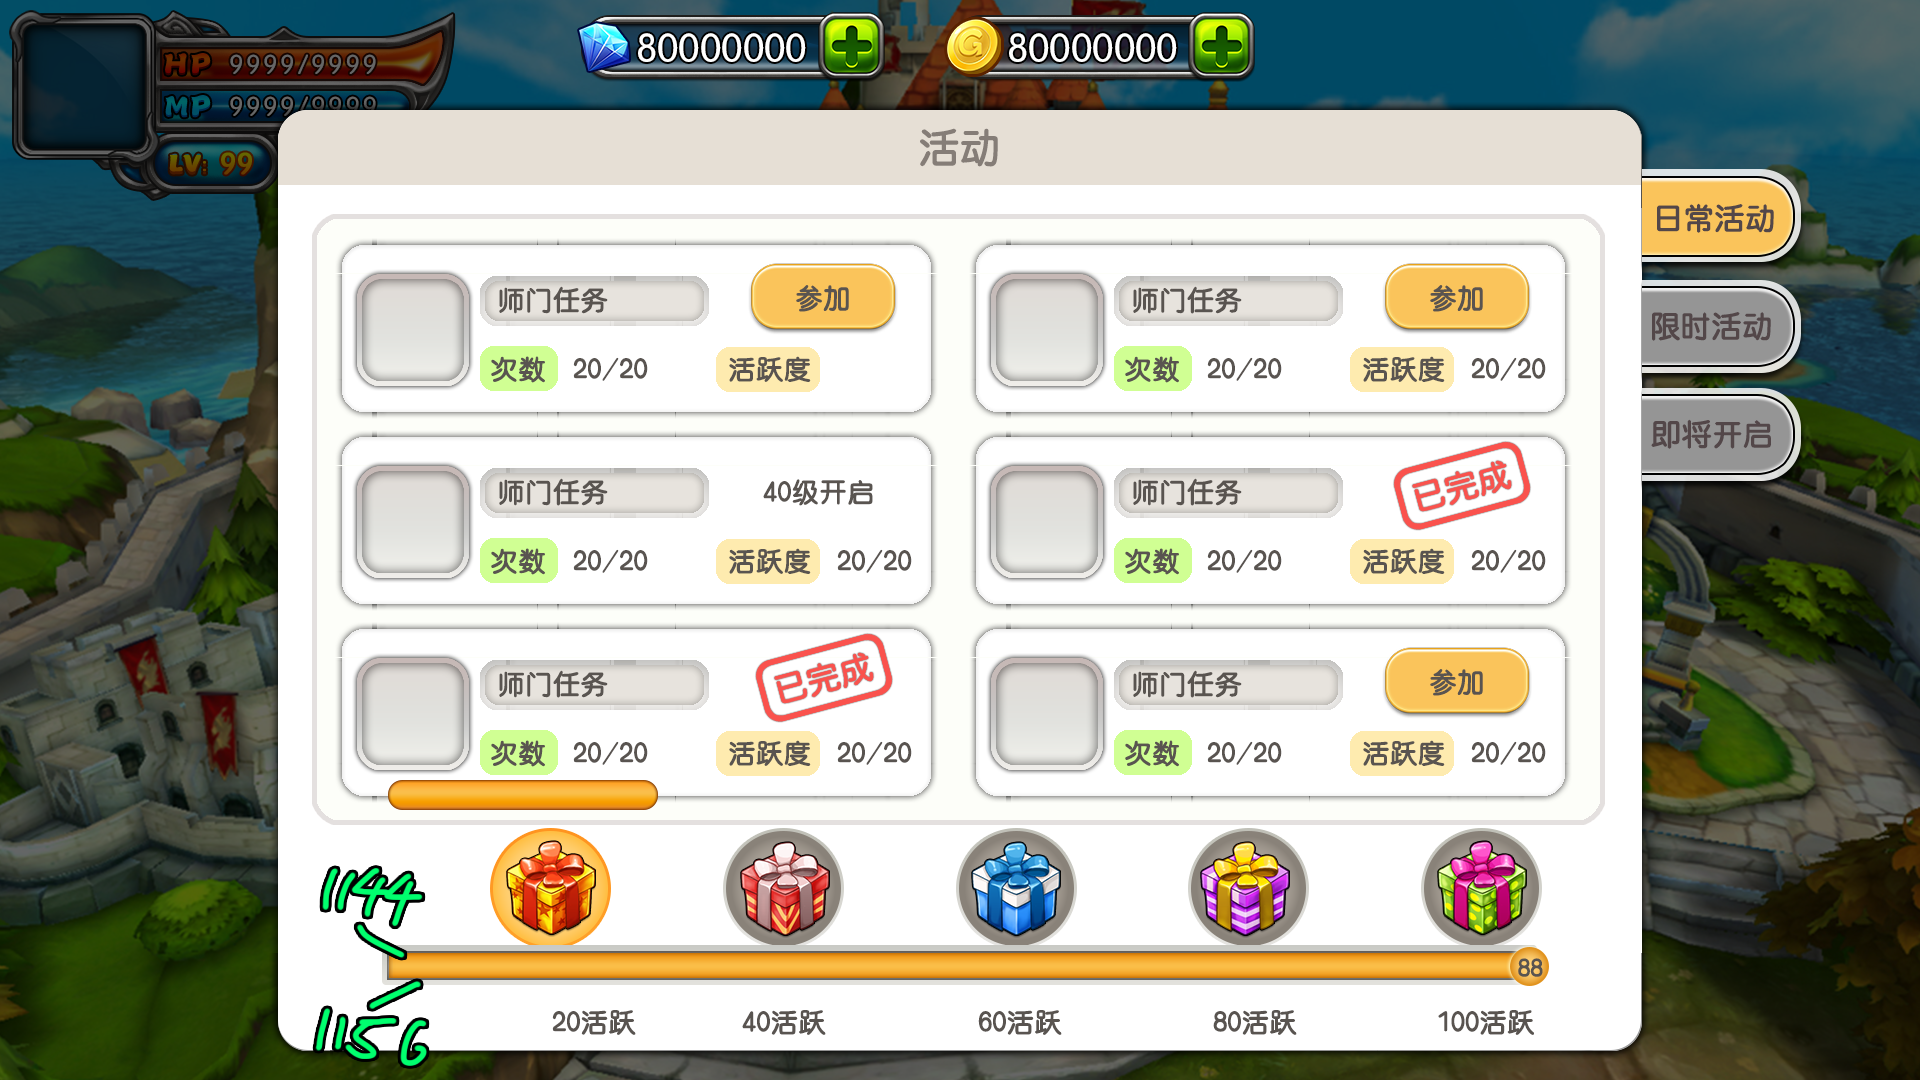 HP 9999/9999
MP 9999/9999
LV: 99
80000000
G 80000000
活动
日常活动
限时活动
即将开启
师门任务 参加
次数 20/20 活跃度
师门任务 参加
次数 20/20 活跃度 20/20
师门任务 40级开启
次数 20/20 活跃度 20/20
师门任务 已完成
次数 20/20 活跃度 20/20
师门任务 已完成
次数 20/20 活跃度 20/20
师门任务 参加
次数 20/20 活跃度 20/20
1144
88
1156
20活跃 40活跃 60活跃 80活跃 100活跃